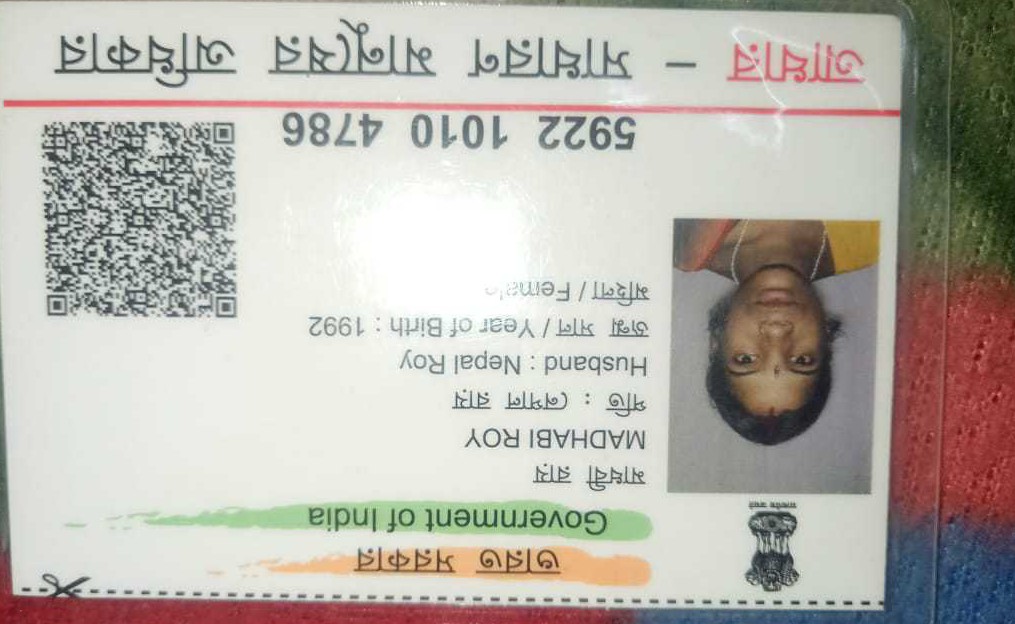 ভারত সরকার
Government of India
মাধবী রায়
MADHABI ROY
পতি : নেপাল রায়
Husband : Nepal Roy
জন্ম সাল / Year of Birth : 1992
মহিলা / Female
5922 1010 4786
আধার – সাধারণ মানুষের অধিকার